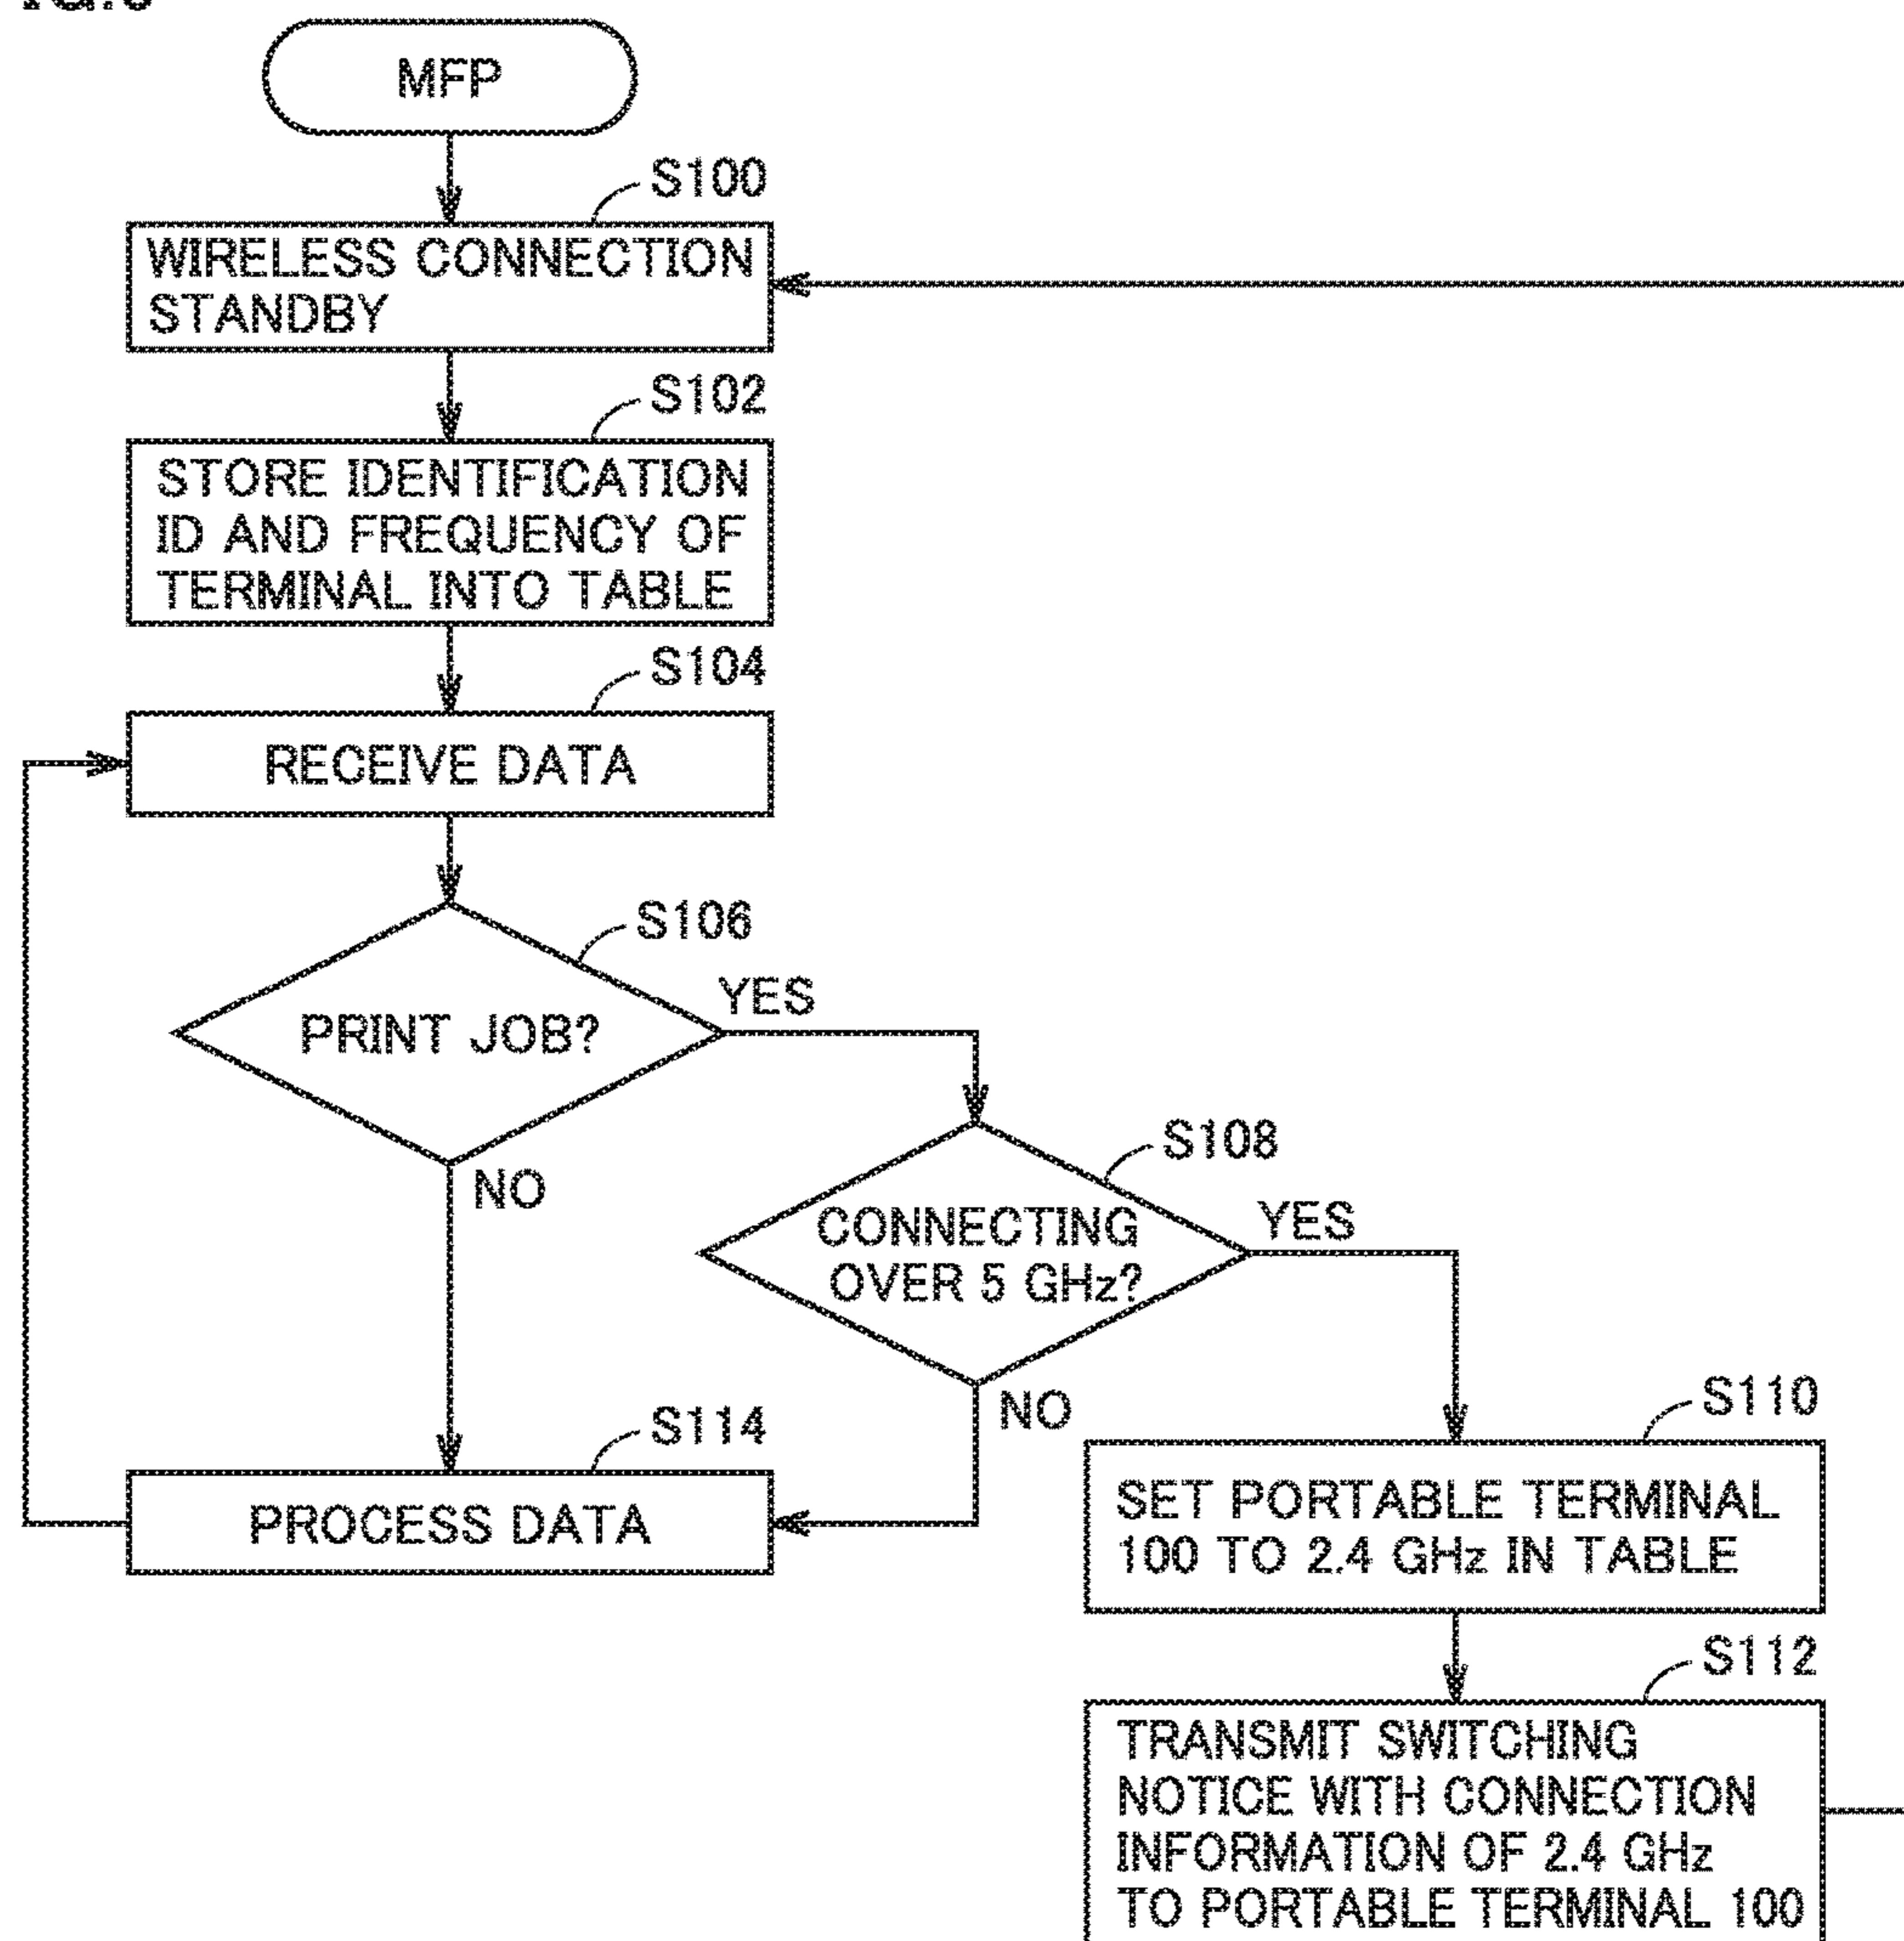 MFP
S100
WIRELESS CONNECTION
STANDBY
S102
STORE IDENTIFICATION
ID AND FREQUENCY OF
TERMINAL INTO TABLE
S104
RECEIVE DATA
S106
PRINT JOB?
YES
NO
S108
CONNECTING
OVER 5 GHz?
YES
NO
S114
PROCESS DATA
S110
SET PORTABLE TERMINAL
100 TO 2.4 GHz IN TABLE
S112
TRANSMIT SWITCHING
NOTICE WITH CONNECTION
INFORMATION OF 2.4 GHz
TO PORTABLE TERMINAL 100